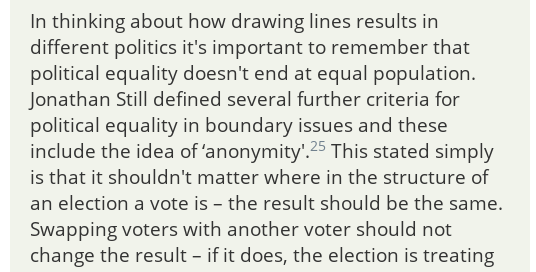 In thinking about how drawing lines results in
different politics it's important to remember that
political equality doesn't end at equal population.
Jonathan Still defined several further criteria for
political equality in boundary issues and these
include the idea of ‘anonymity'.25 This stated simply
is that it shouldn't matter where in the structure of
an election a vote is – the result should be the same.
Swapping voters with another voter should not
change the result – if it does, the election is treating